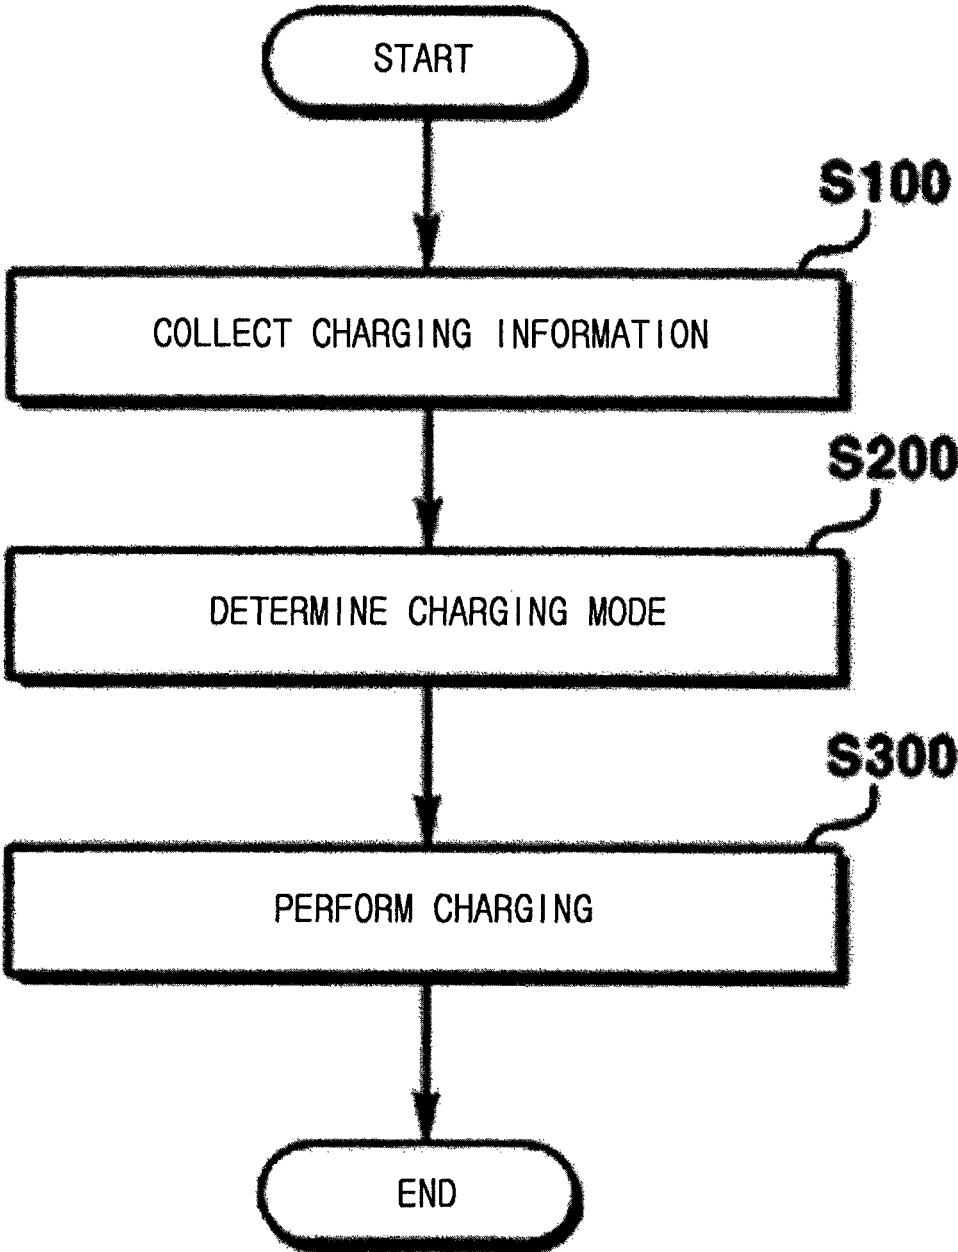 START
S100
COLLECT CHARGING INFORMATION
S200
DETERMINE CHARGING MODE
S300
PERFORM CHARGING
END